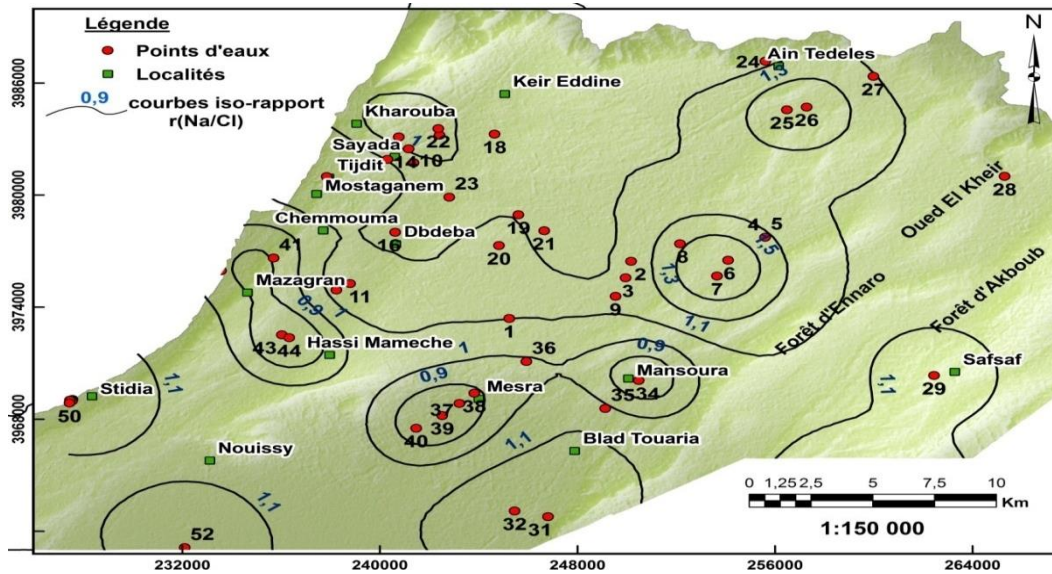 Légende
Points d'eaux
Localités
0,9
courbes iso-rapport
r(Na/Cl)
N
3986000
3980000
3974000
3968000
Ain Tedeles
24
1,3
27
Keir Eddine
25
26
Kharouba
1
22
18
Sayada
14
10
Tijdit
28
Mostaganem
23
Oued El Kheir
Chemmouma
19
21
4
5
1,5
16
Dbdeba
20
8
41
2
6
1,3
3
7
Mazagran
0,9
11
1
9
1,1
Forêt d'Ennaro
Forêt d'Akboub
1
43
44
Hassi Mameche
1
36
0,9
0,9
Mansoura
Safsaf
1,1
Stidia
1,1
29
Mesra
35
34
37
38
50
39
40
1,1
Blad Touaria
Nouissy
1,1
32
31
52
0
1,25
2,5
5
7,5
10
Km
1:150 000
232000
240000
248000
256000
264000